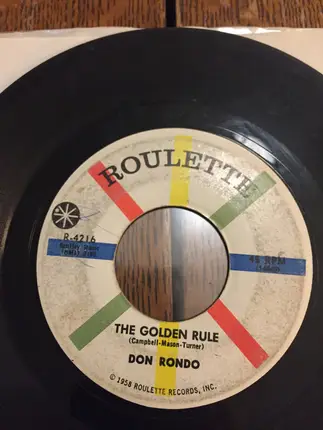 ROULETTE
R-4216
45 RPM
THE GOLDEN RULE
(Campbell-Mason-Turner)
DON RONDO
© 1958 ROULETTE RECORDS, INC.